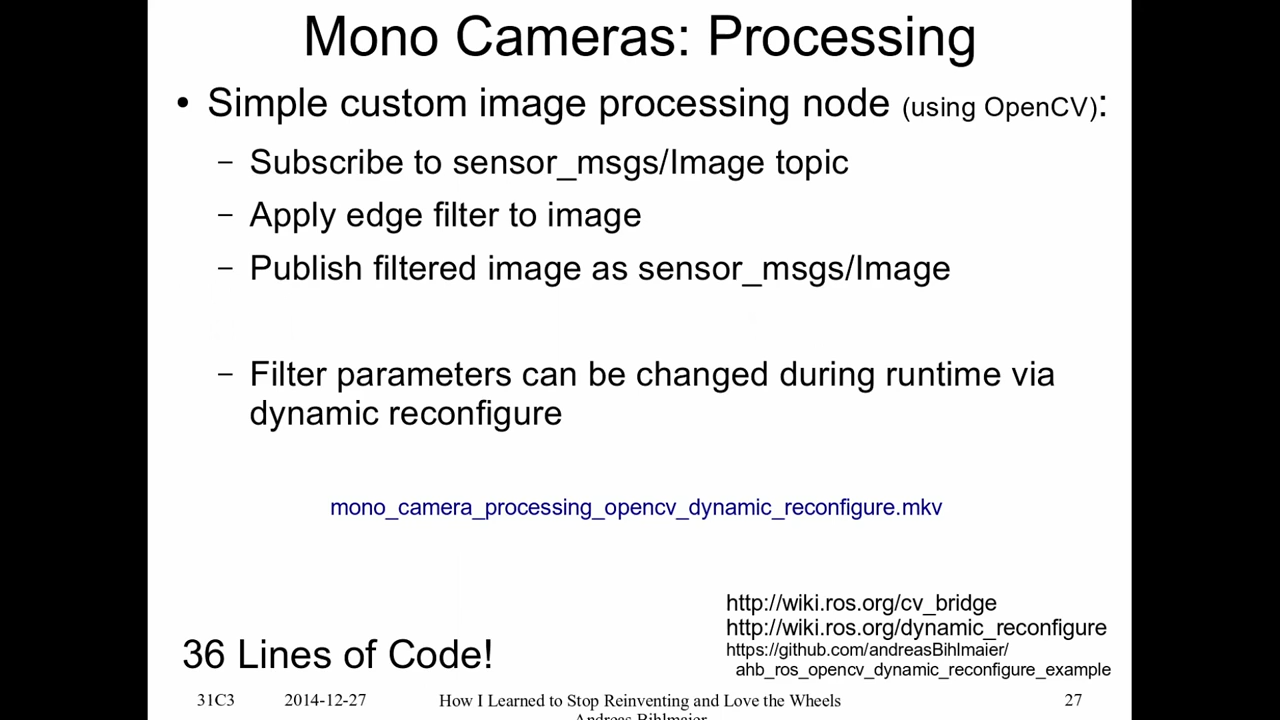 Mono Cameras: Processing
• Simple custom image processing node (using OpenCV):
– Subscribe to sensor_msgs/Image topic
– Apply edge filter to image
– Publish filtered image as sensor_msgs/Image
– Filter parameters can be changed during runtime via
dynamic reconfigure
mono_camera_processing_opencv_dynamic_reconfigure.mkv
http://wiki.ros.org/cv_bridge
http://wiki.ros.org/dynamic_reconfigure
https://github.com/andreasBihlmaier/
ahb_ros_opencv_dynamic_reconfigure_example
36 Lines of Code!
31C3 2014-12-27 How I Learned to Stop Reinventing and Love the Wheels 27
Andreas Bihlmaier